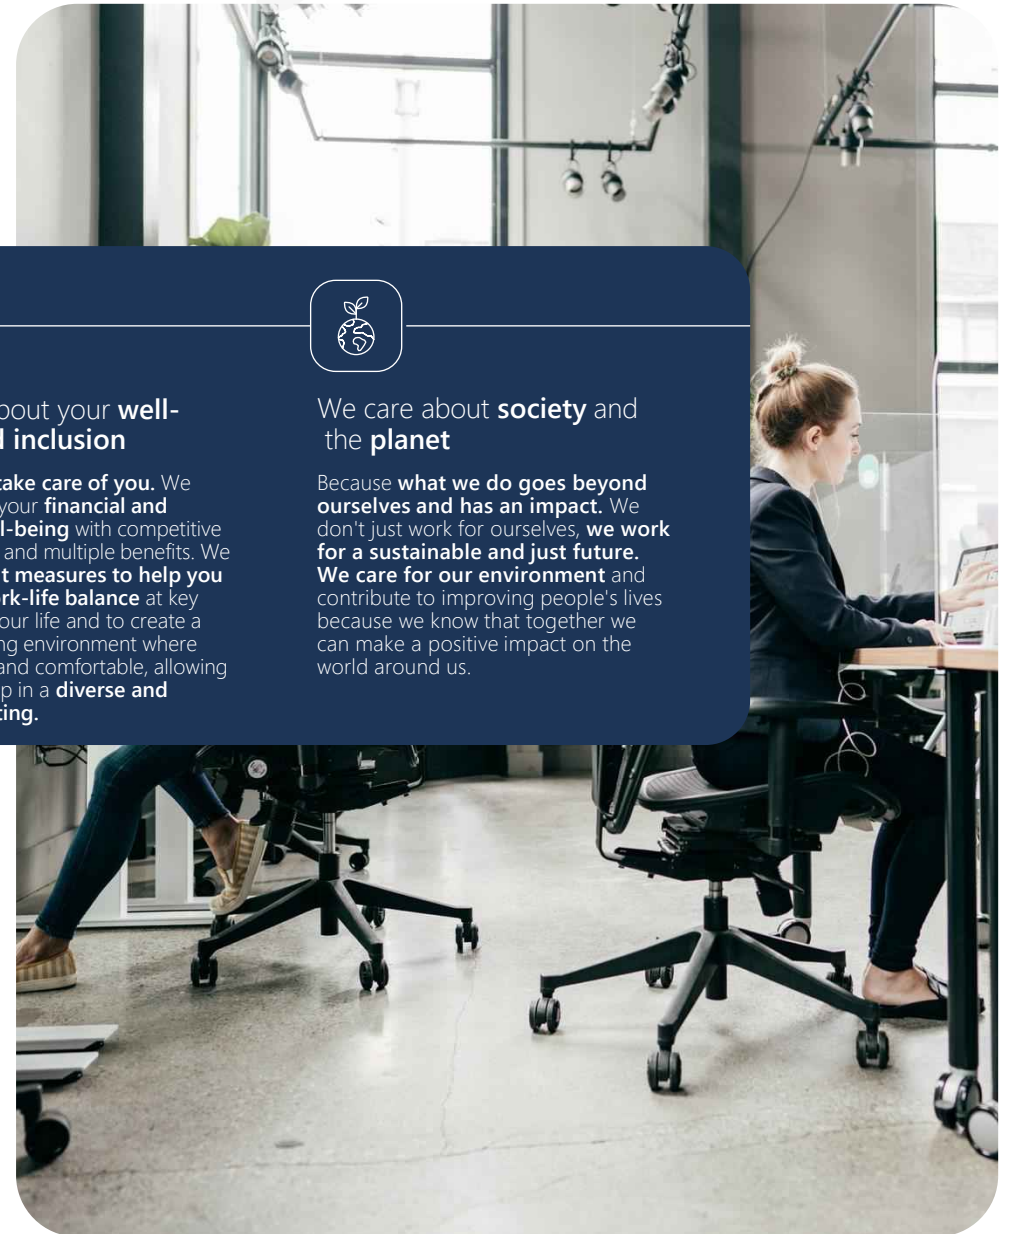 bout your well-
inclusion
take care of you. We
your financial and
l-being with competitive
and multiple benefits. We
t measures to help you
rk-life balance at key
our life and to create a
ng environment where
and comfortable, allowing
p in a diverse and
ting.
We care about society and
the planet
Because what we do goes beyond
ourselves and has an impact. We
don't just work for ourselves, we work
for a sustainable and just future.
We care for our environment and
contribute to improving people's lives
because we know that together we
can make a positive impact on the
world around us.